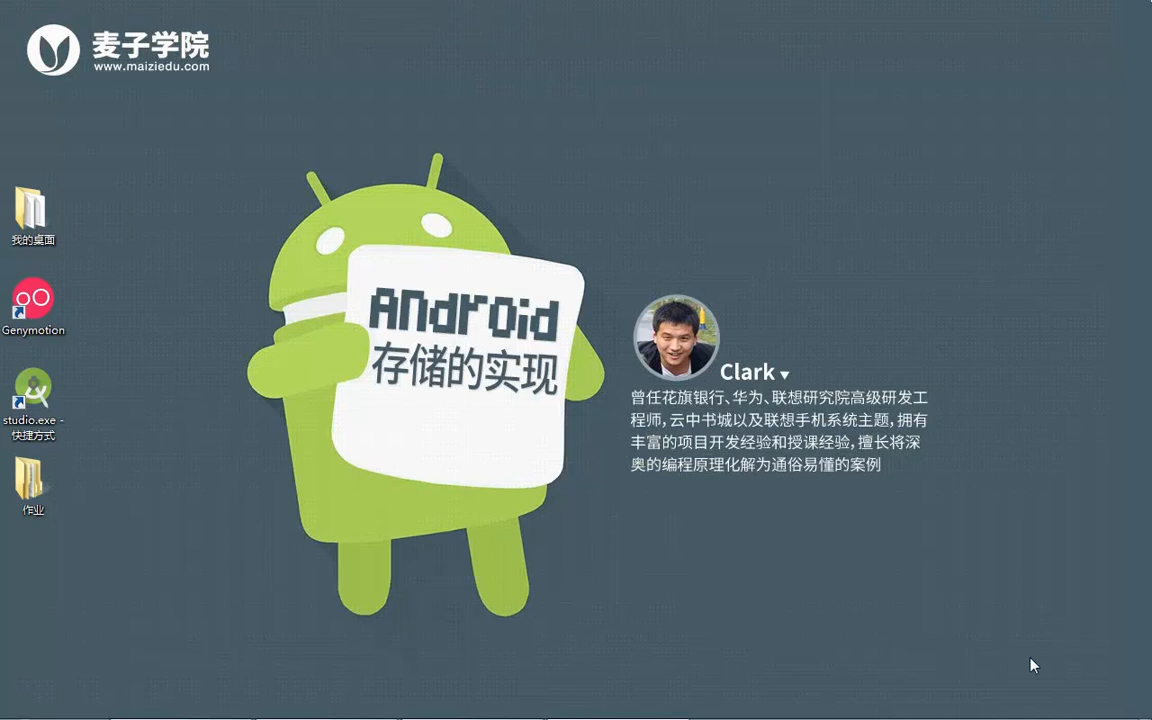 麦子学院
www.maiziedu.com
我的桌面
Genymotion
studio.exe -
快捷方式
作业
Android
存储的实现
Clark
曾任花旗银行、华为、联想研究院高级研发工
程师,云中书城以及联想手机系统主题,拥有
丰富的项目开发经验和授课经验,擅长将深
奥的编程原理化解为通俗易懂的案例